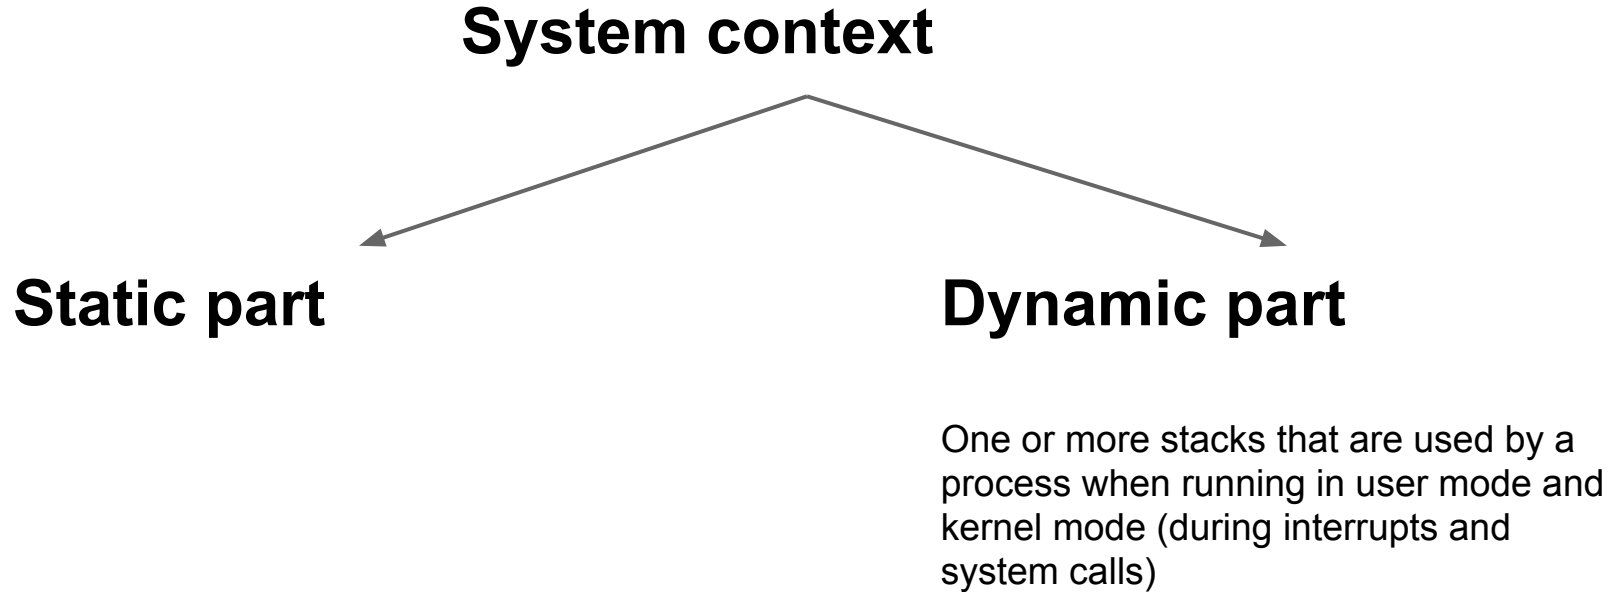 System context
Static part
Dynamic part
One or more stacks that are used by a
process when running in user mode and
kernel mode (during interrupts and
system calls)